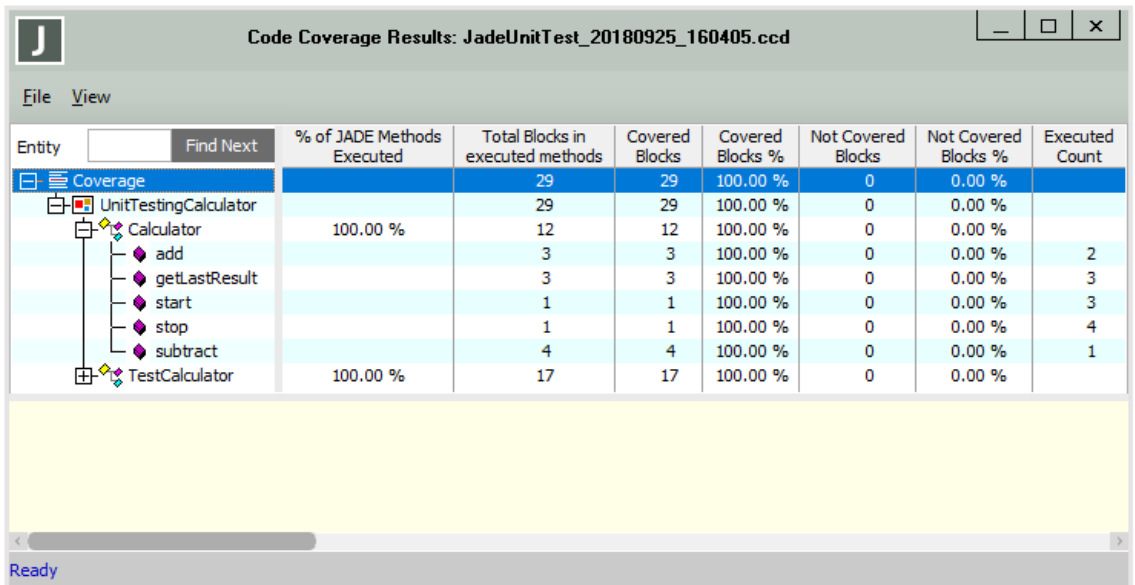 J
Code Coverage Results: JadeUnitTest_20180925_160405.ccd
File View
Entity Find Next % of JADE Methods Executed Total Blocks in executed methods Covered Blocks Covered Blocks % Not Covered Blocks Not Covered Blocks % Executed Count
Coverage 29 29 100.00 % 0 0.00 %
UnitTestingCalculator 29 29 100.00 % 0 0.00 %
Calculator 100.00 % 12 12 100.00 % 0 0.00 %
add 3 3 100.00 % 0 0.00 % 2
getLastResult 3 3 100.00 % 0 0.00 % 3
start 1 1 100.00 % 0 0.00 % 3
stop 1 1 100.00 % 0 0.00 % 4
subtract 4 4 100.00 % 0 0.00 % 1
TestCalculator 100.00 % 17 17 100.00 % 0 0.00 %
Ready